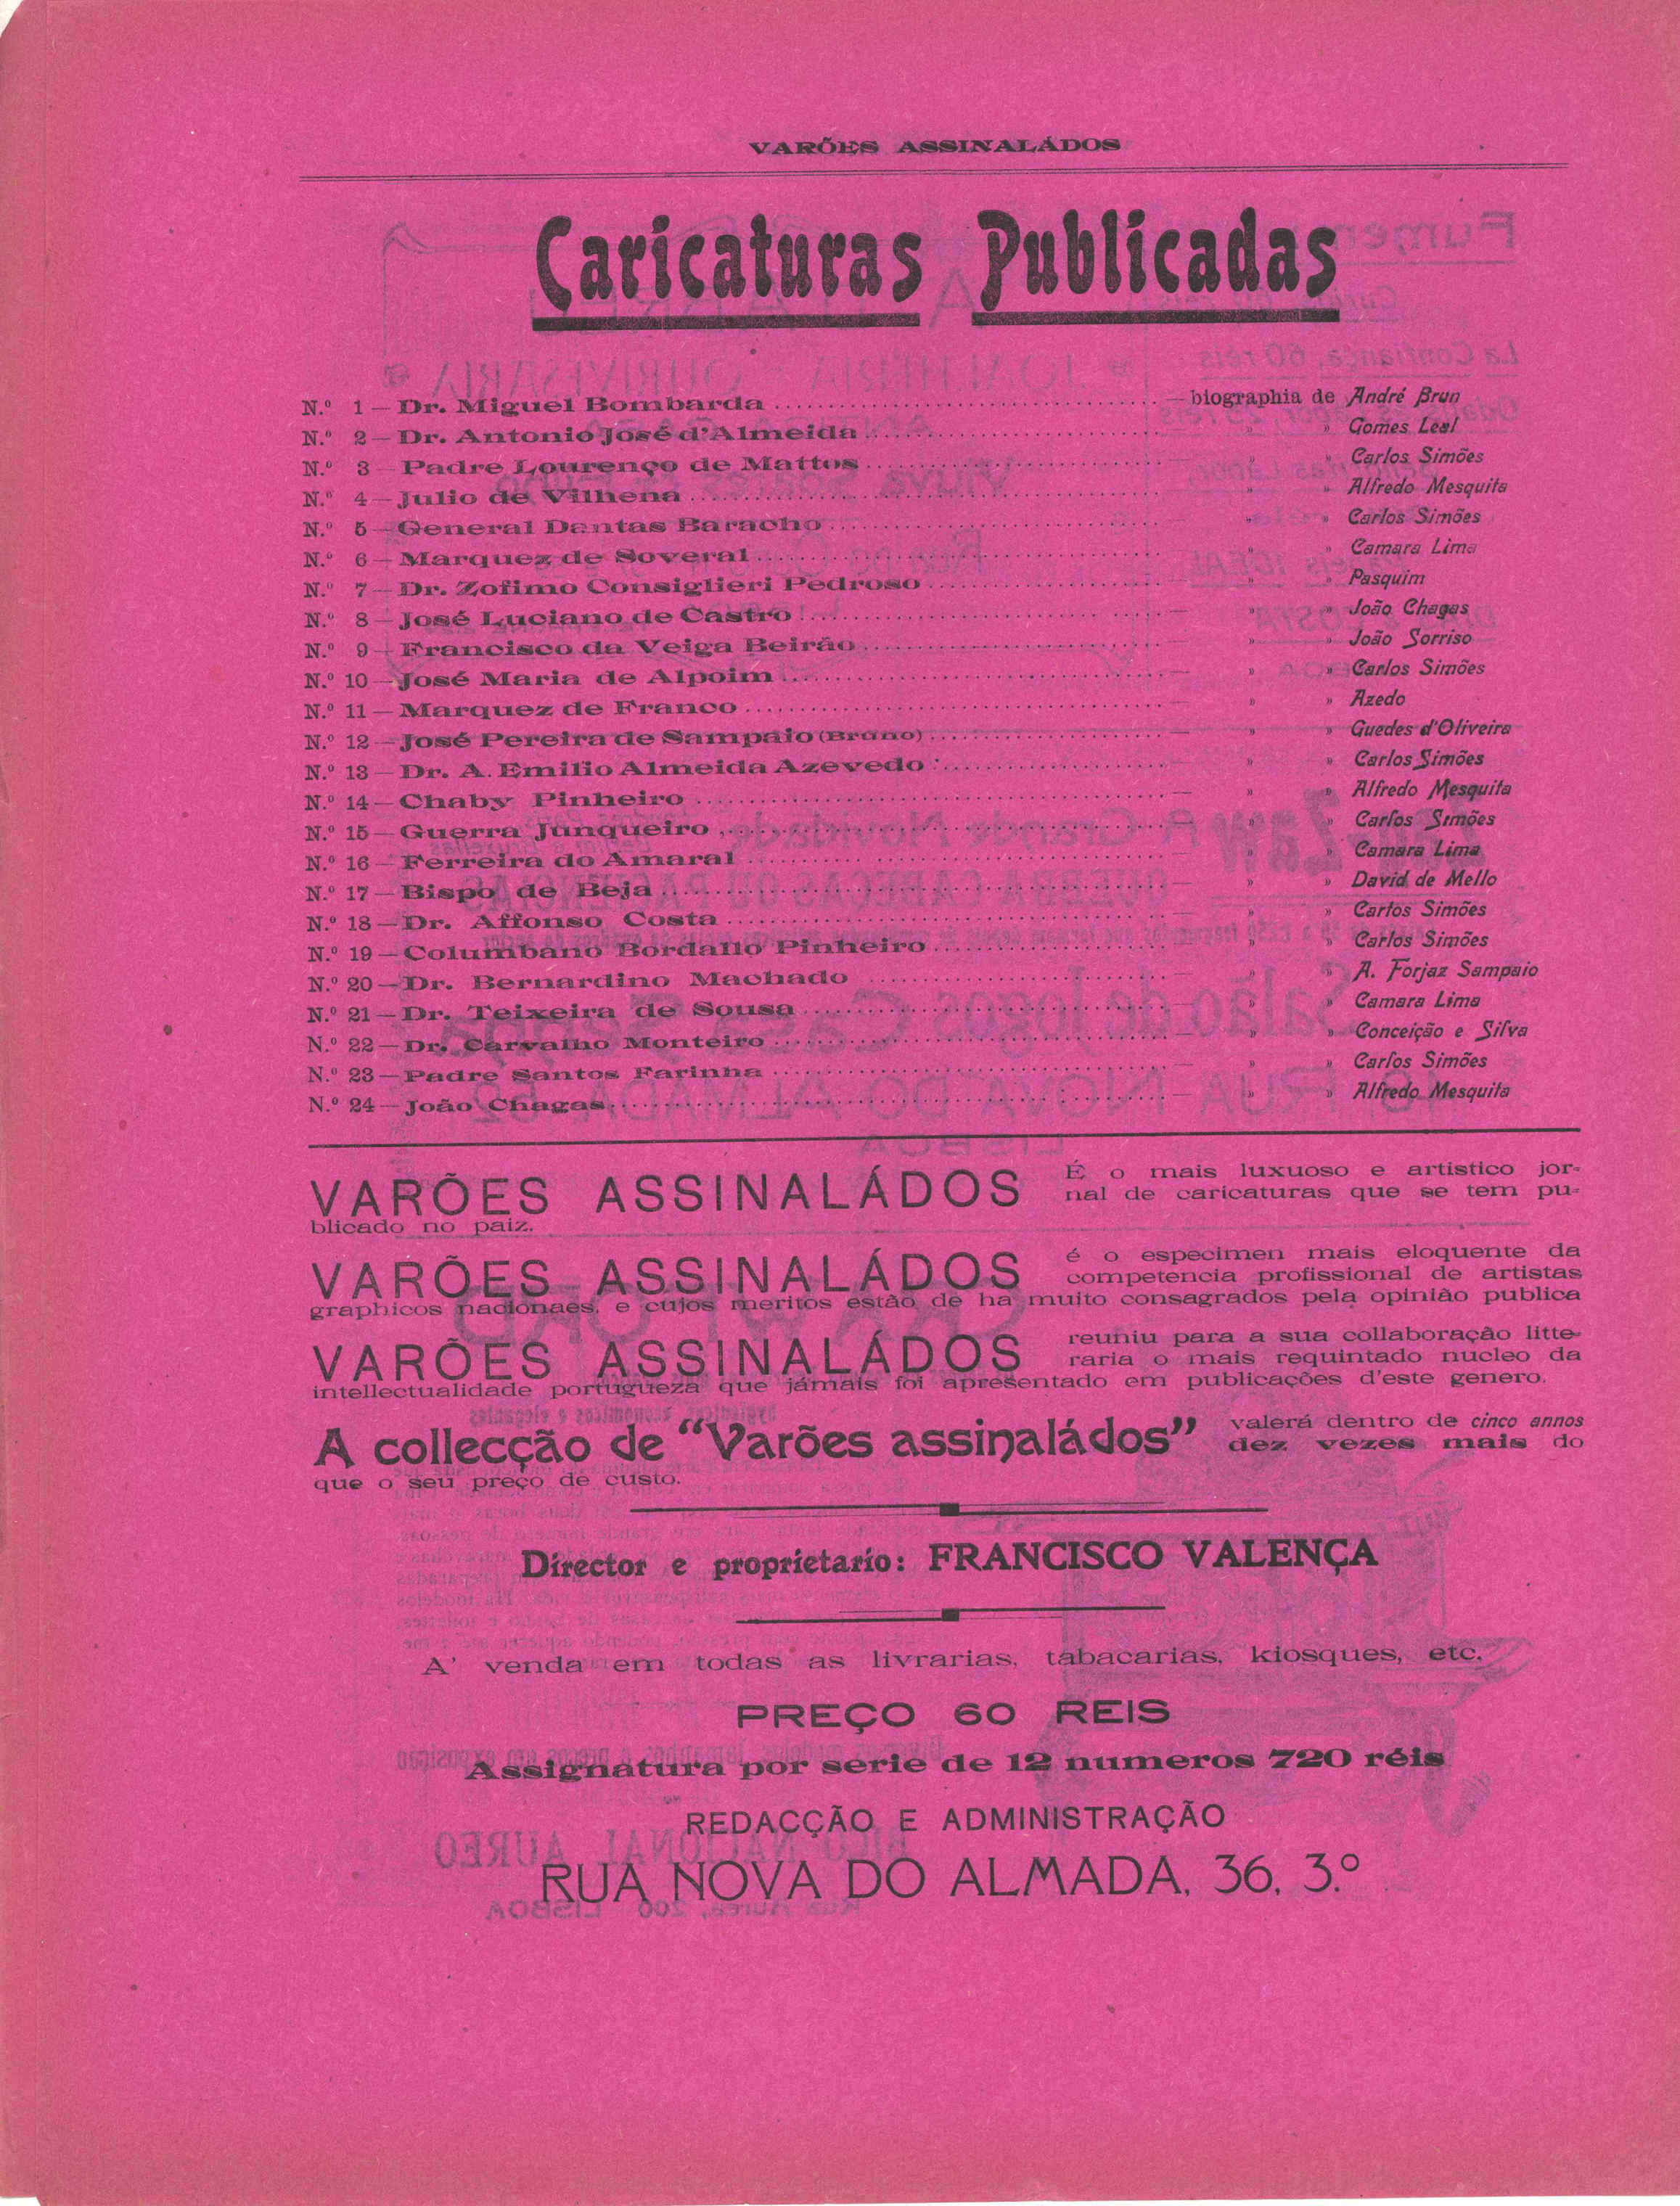 VARÕES ASSINALÁDOS
Caricaturas Publicadas
N.º 1 — Dr. Miguel Bombarda — biographia de André Brun
N.º 2 — Dr. Antonio José d'Almeida — » » Gomes Leal
N.º 3 — Padre Lourenço de Mattos — » » Carlos Simões
N.º 4 — Julio de Vilhena — » » Alfredo Mesquita
N.º 5 — General Dantas Baracho — » » Carlos Simões
N.º 6 — Marquez de Soveral — » » Camara Lima
N.º 7 — Dr. Zofimo Consiglieri Pedroso — » » Pasquim
N.º 8 — José Luciano de Castro — » » João Chagas
N.º 9 — Francisco da Veiga Beirão — » » João Sorriso
N.º 10 — José Maria de Alpoim — » » Carlos Simões
N.º 11 — Marquez de Franco — » » Azedo
N.º 12 — José Pereira de Sampaio (Bruno) — » » Guedes d'Oliveira
N.º 13 — Dr. A. Emilio Almeida Azevedo — » » Carlos Simões
N.º 14 — Chaby Pinheiro — » » Alfredo Mesquita
N.º 15 — Guerra Junqueiro — » » Carlos Simões
N.º 16 — Ferreira do Amaral — » » Camara Lima
N.º 17 — Bispo de Beja — » » David de Mello
N.º 18 — Dr. Affonso Costa — » » Carlos Simões
N.º 19 — Columbano Bordallo Pinheiro — » » Carlos Simões
N.º 20 — Dr. Bernardino Machado — » » A. Forjaz Sampaio
N.º 21 — Dr. Teixeira de Sousa — » » Camara Lima
N.º 22 — Dr. Carvalho Monteiro — » » Conceição e Silva
N.º 23 — Padre Santos Farinha — » » Carlos Simões
N.º 24 — João Chagas — » » Alfredo Mesquita
VARÕES ASSINALÁDOS É o mais luxuoso e artistico jor-
nal de caricaturas que se tem pu-
blicado no paiz.
VARÕES ASSINALÁDOS é o especimen mais eloquente da
competencia profissional de artistas
graphicos nacionaes, e cujos meritos estão de ha muito consagrados pela opinião publica
VARÕES ASSINALÁDOS reuniu para a sua collaboração litte-
raria o mais requintado nucleo da
intellectualidade portugueza que jámais foi apresentado em publicações d'este genero.
A collecção de "Varões assinaládos" valerá dentro de cinco annos
dez vezes mais do
que o seu preço de custo.
Director e proprietario: FRANCISCO VALENÇA
A' venda em todas as livrarias, tabacarias, kiosques, etc.
PREÇO 60 REIS
Assignatura por serie de 12 numeros 720 réis
REDACÇÃO E ADMINISTRAÇÃO
RUA NOVA DO ALMADA, 36, 3.º